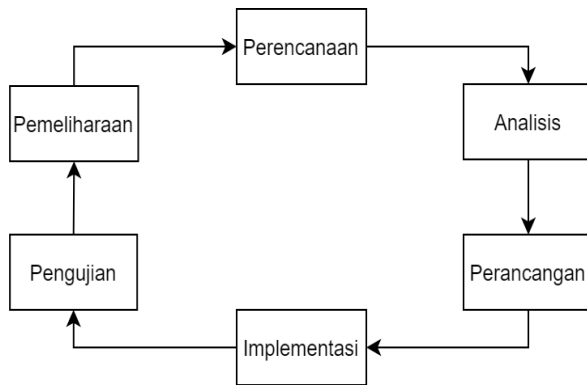 Perencanaan
Analisis
Perancangan
Implementasi
Pengujian
Pemeliharaan